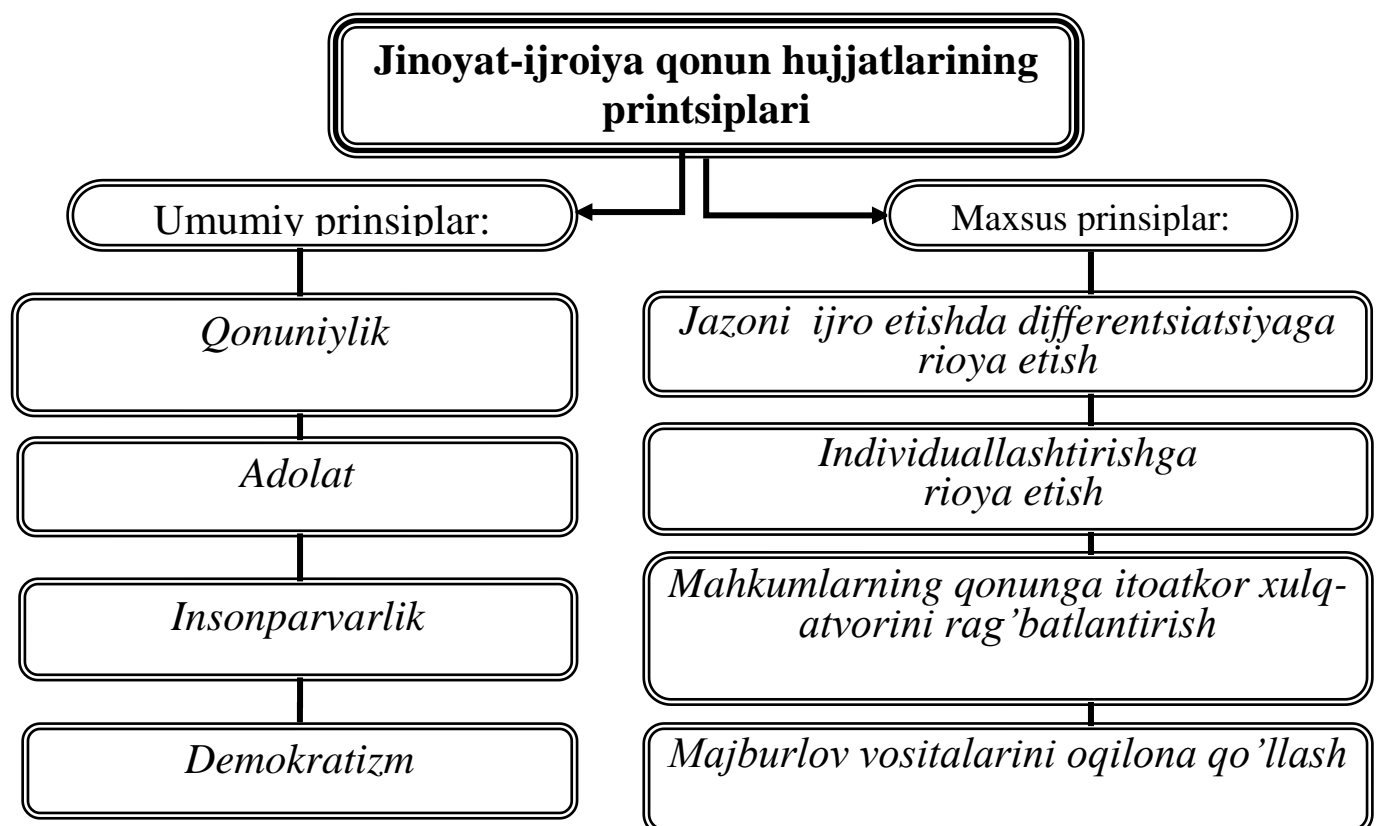 Jinoyat-ijroiya qonun hujjatlarining
printsiplari
Umumiy prinsiplar:
Maxsus prinsiplar:
Qonuniylik
Adolat
Insonparvarlik
Demokratizm
Jazoni ijro etishda differentsiatsiyaga
rioya etish
Individuallashtirishga
rioya etish
Mahkumlarning qonunga itoatkor xulq-
atvorini rag’batlantirish
Majburlov vositalarini oqilona qo’llash